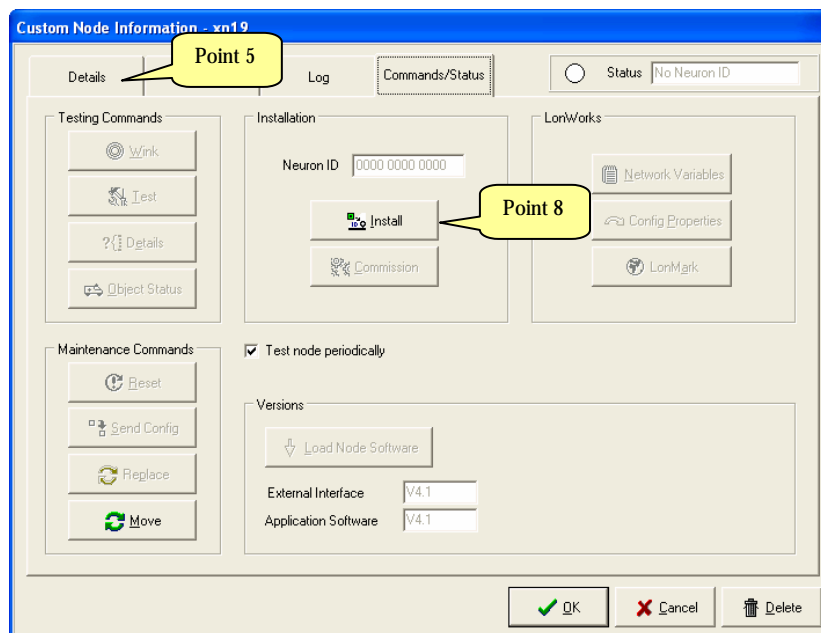 Custom Node Information - xn19
Details
Point 5
Log
Commands/Status
Status No Neuron ID
Testing Commands
Wink
Test
?{ Details
Object Status
Installation
Neuron ID 0000 0000 0000
Install
Point 8
Commission
LonWorks
Network Variables
Config Properties
LonMark
Maintenance Commands
Reset
Send Config
Replace
Move
Test node periodically
Versions
Load Node Software
External Interface V4.1
Application Software V4.1
OK
Cancel
Delete